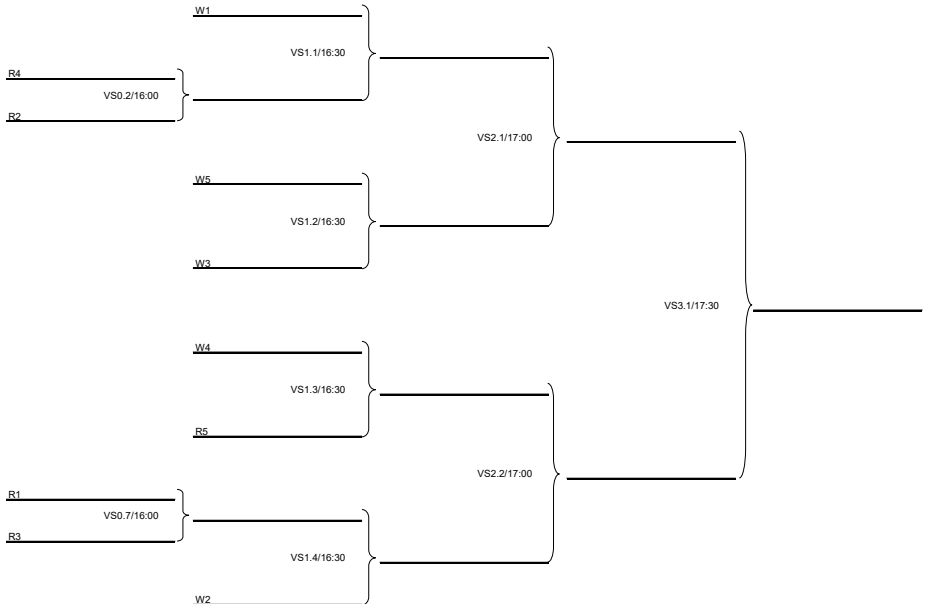 W1
VS1.1/16:30
R4
VS0.2/16:00
R2
VS2.1/17:00
W5
VS1.2/16:30
W3
VS3.1/17:30
W4
VS1.3/16:30
R5
VS2.2/17:00
R1
VS0.7/16:00
R3
VS1.4/16:30
W2